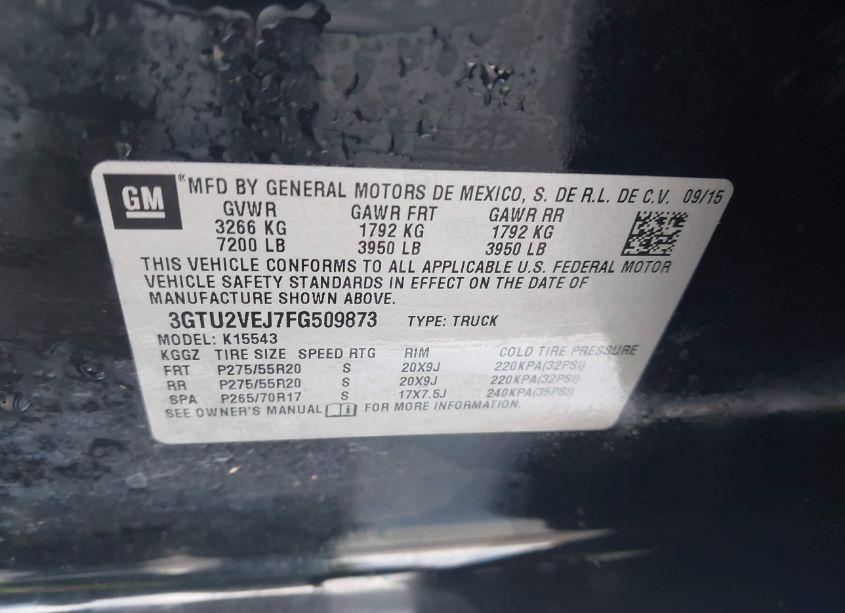 GM ® MFD BY GENERAL MOTORS DE MEXICO, S. DE R.L. DE C.V. 09/15
GVWR GAWR FRT GAWR RR
3266 KG 1792 KG 1792 KG
7200 LB 3950 LB 3950 LB
THIS VEHICLE CONFORMS TO ALL APPLICABLE U.S. FEDERAL MOTOR
VEHICLE SAFETY STANDARDS IN EFFECT ON THE DATE OF
MANUFACTURE SHOWN ABOVE.
3GTU2VEJ7FG509873 TYPE: TRUCK
MODEL: K15543
KGGZ TIRE SIZE SPEED RTG RIM COLD TIRE PRESSURE
FRT P275/55R20 S 20X9J 220KPA(32PSI)
RR P275/55R20 S 20X9J 220KPA(32PSI)
SPA P265/70R17 S 17X7.5J 240KPA(35PSI)
SEE OWNER'S MANUAL FOR MORE INFORMATION.